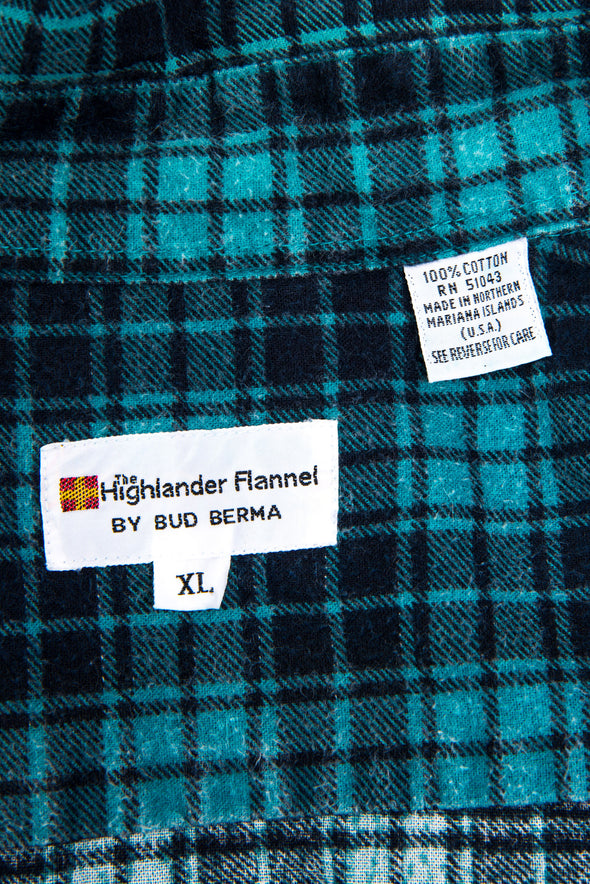 100% COTTON
RN 51043
MADE IN NORTHERN
MARIANA ISLANDS
(U.S.A.)
SEE REVERSE FOR CARE
The
Highlander Flannel
BY BUD BERMA
XL